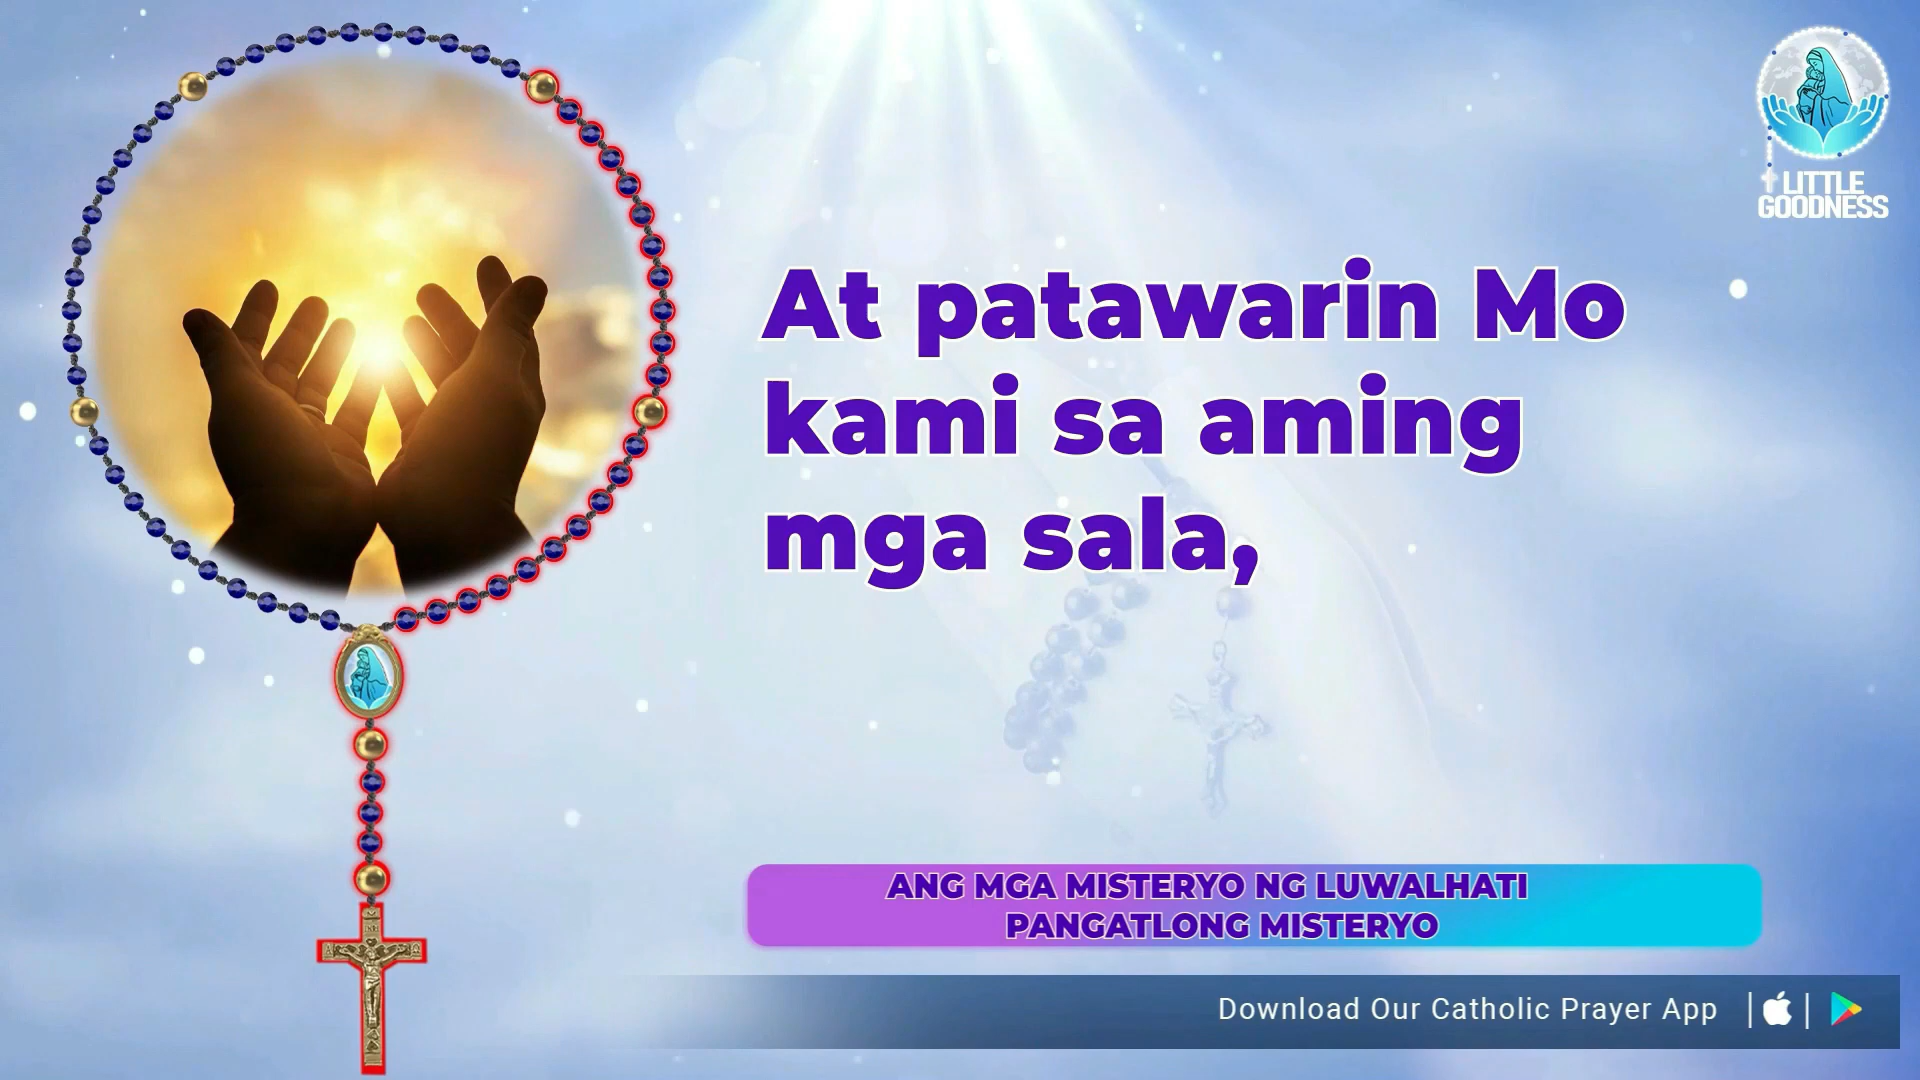 LITTLE
GOODNESS
At patawarin Mo
kami sa aming
mga sala,
ANG MGA MISTERYO NG LUWALHATI
PANGATLONG MISTERYO
Download Our Catholic Prayer App
INRI